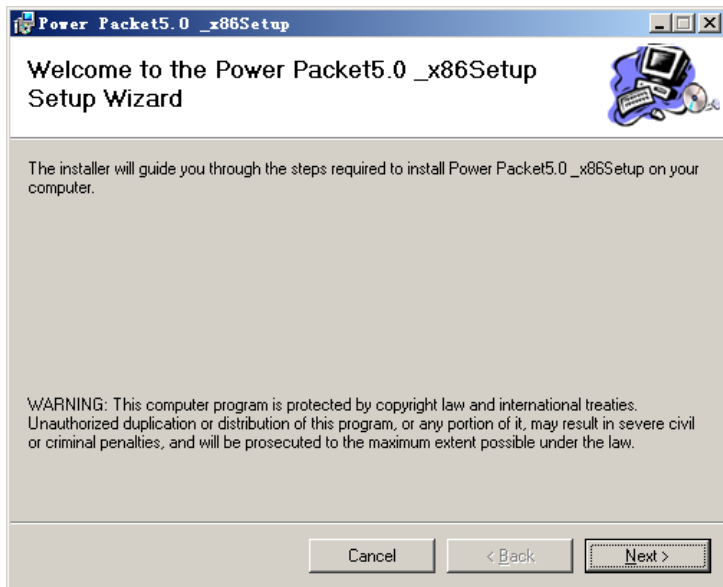 Power Packet5.0 _x86Setup
Welcome to the Power Packet5.0 _x86Setup
Setup Wizard
The installer will guide you through the steps required to install Power Packet5.0 _x86Setup on your
computer.
WARNING: This computer program is protected by copyright law and international treaties.
Unauthorized duplication or distribution of this program, or any portion of it, may result in severe civil
or criminal penalties, and will be prosecuted to the maximum extent possible under the law.
Cancel < Back Next >